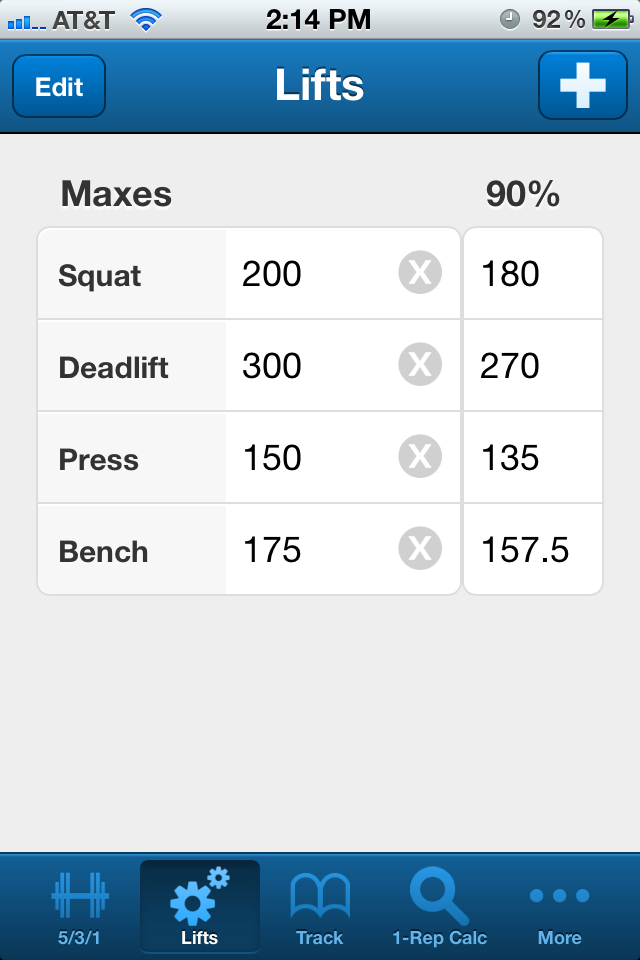 AT&T 2:14 PM 92%
Edit Lifts
Maxes 90%
Squat 200 X 180
Deadlift 300 X 270
Press 150 X 135
Bench 175 X 157.5
5/3/1 Lifts Track 1-Rep Calc More